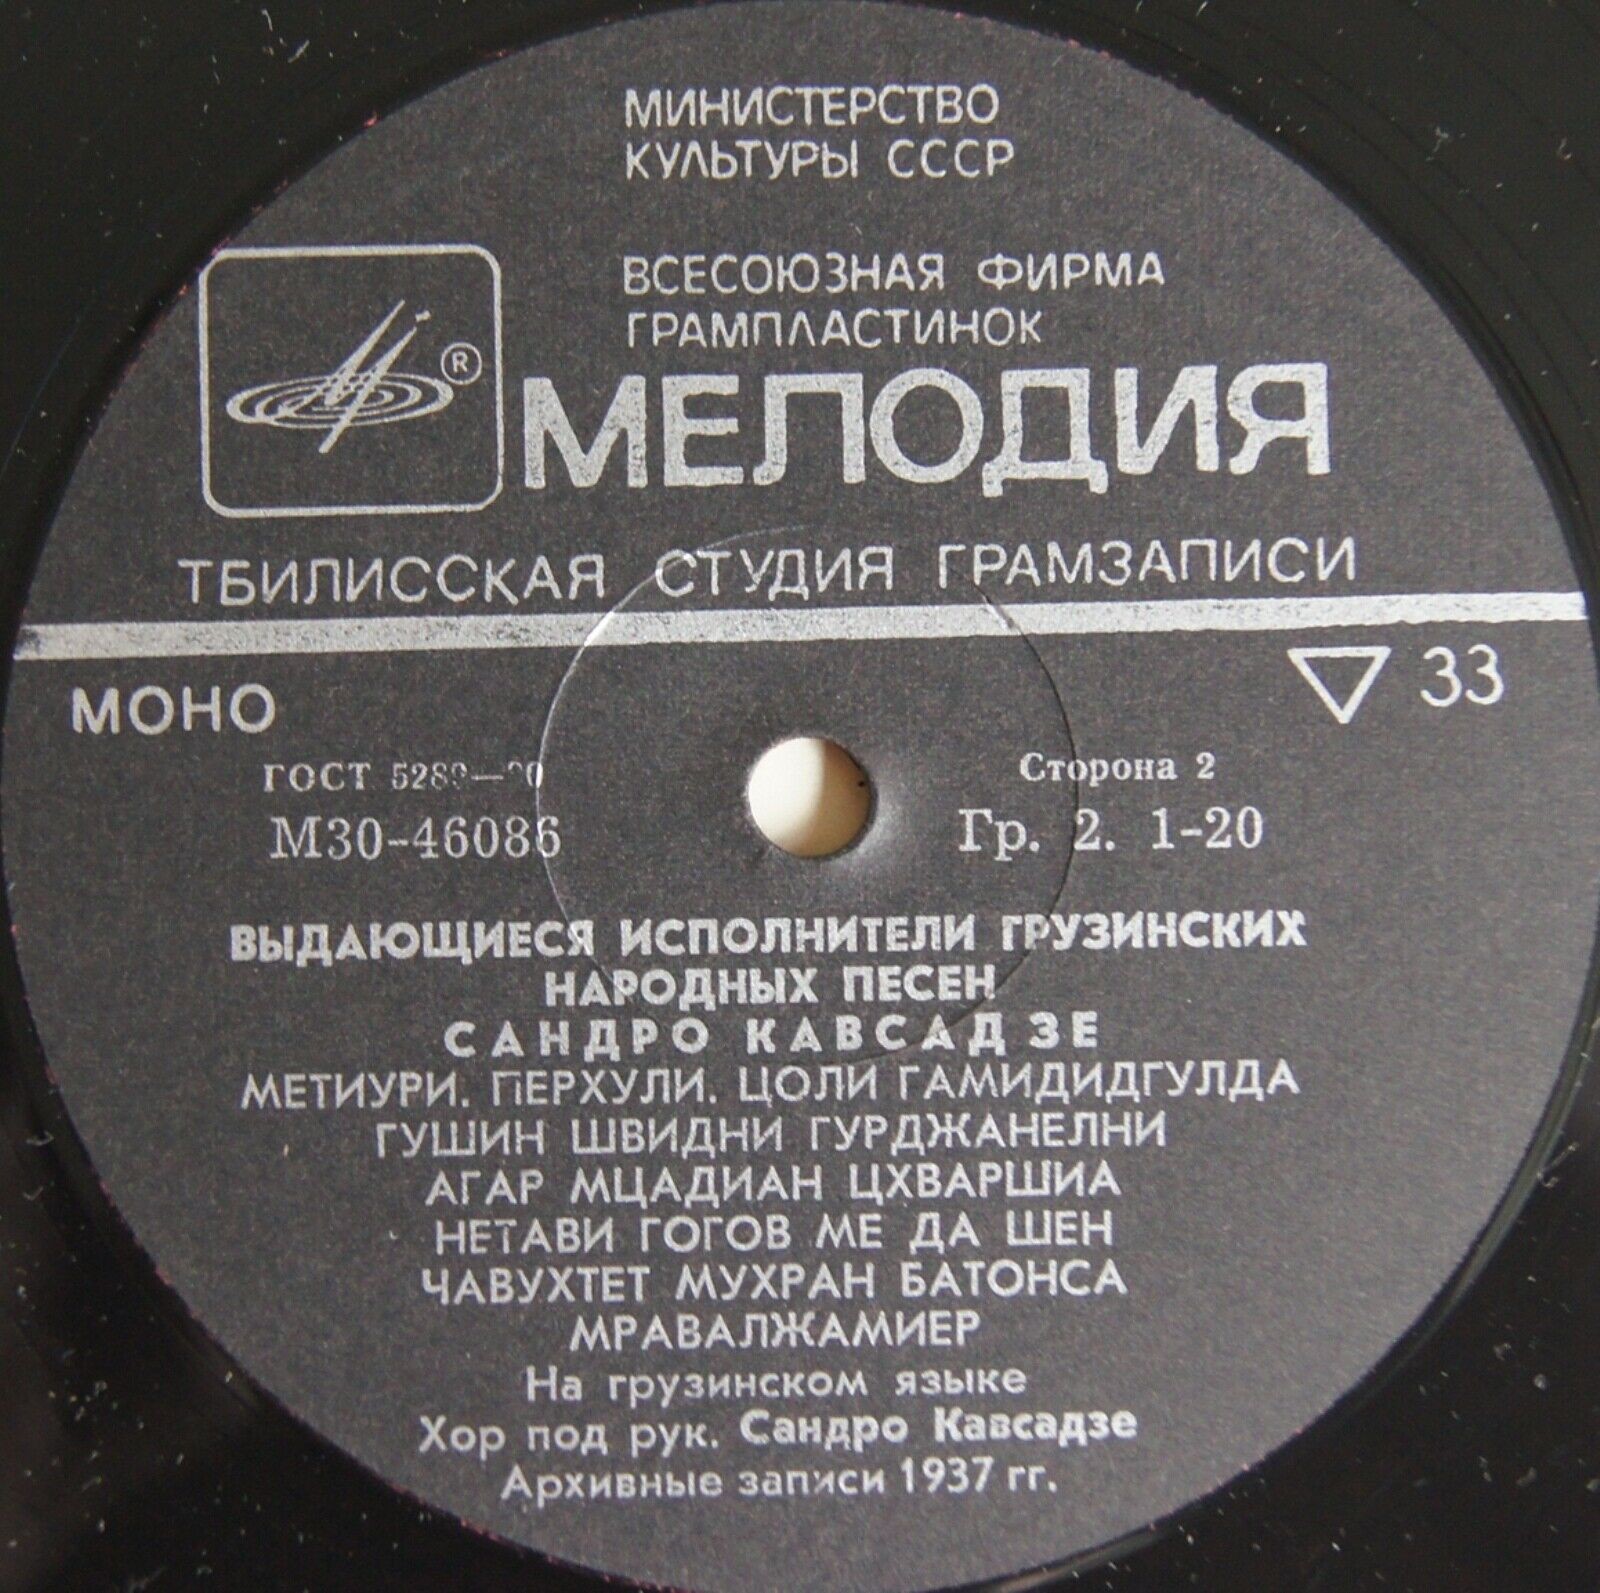 МИНИСТЕРСТВО
КУЛЬТУРЫ СССР
ВСЕСОЮЗНАЯ ФИРМА
ГРАМПЛАСТИНОК
®
МЕЛОДИЯ
ТБИЛИССКАЯ СТУДИЯ ГРАМЗАПИСИ
МОНО
33
ГОСТ
Сторона 2
М30-46086
Гр. 2. 1-20
ВЫДАЮЩИЕСЯ ИСПОЛНИТЕЛИ ГРУЗИНСКИХ
НАРОДНЫХ ПЕСЕН
САНДРО КАВСАДЗЕ
МЕТИУРИ. ПЕРХУЛИ. ЦОЛИ ГАМИДИДГУЛДА
ГУШИН ШВИДНИ ГУРДЖАНЕЛНИ
АГАР МЦАДИАН ЦХВАРШИА
НЕТАВИ ГОГОВ МЕ ДА ШЕН
ЧАВУХТЕТ МУХРАН БАТОНСА
МРАВАЛЖАМИЕР
На грузинском языке
Хор под рук. Сандро Кавсадзе
Архивные записи 1937 гг.